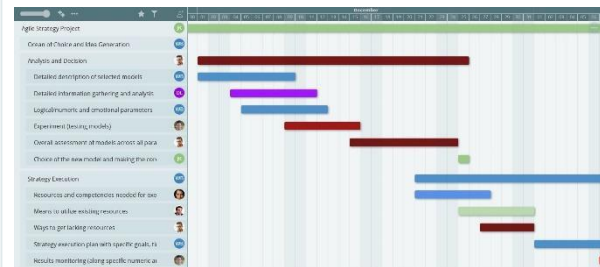 December
Agile Strategy Project
Ocean of Choice and Idea Generation
Analysis and Decision
Detailed description of selected models
Detailed information gathering and analysis
Logical/numeric and emotional parameters
Experiment (testing models)
Overall assessment of models across all para
Choice of the new model and making the con
Strategy Execution
Resources and competencies needed for exe
Means to utilize existing resources
Ways to get lacking resources
Strategy execution plan with specific goals, ta
Results monitoring (along specific numeric an